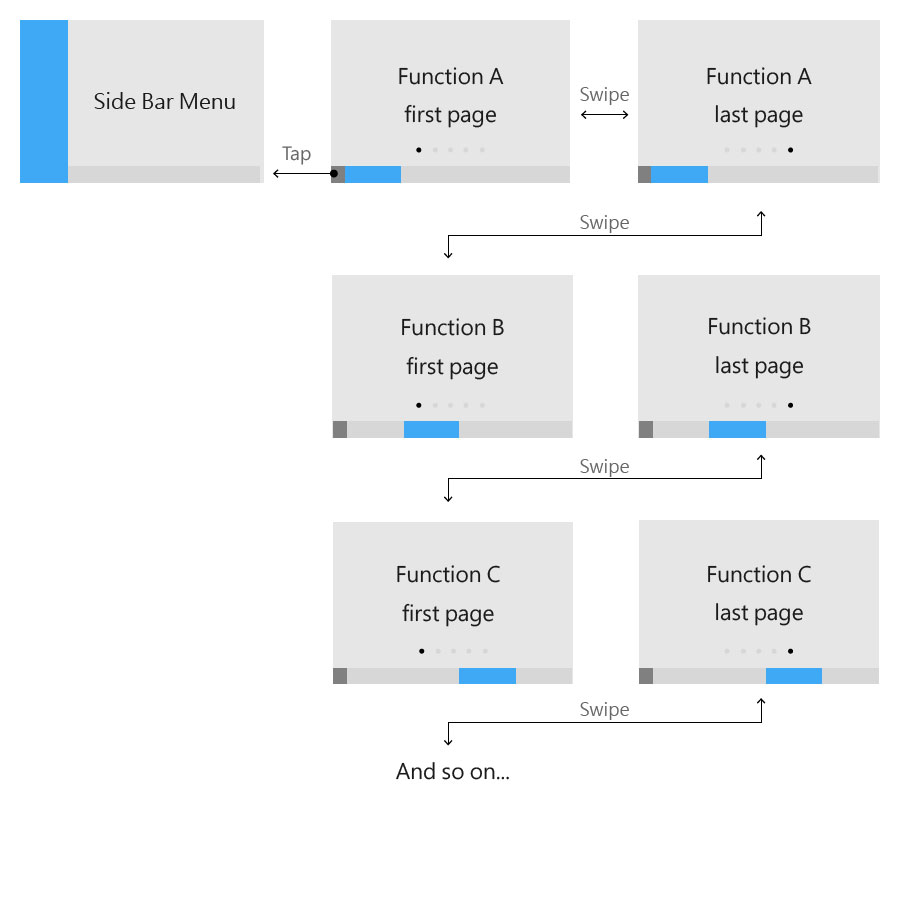 Side Bar Menu
Tap
Function A
first page
Swipe
Function A
last page
Swipe
Function B
first page
Function B
last page
Swipe
Function C
first page
Function C
last page
Swipe
And so on...